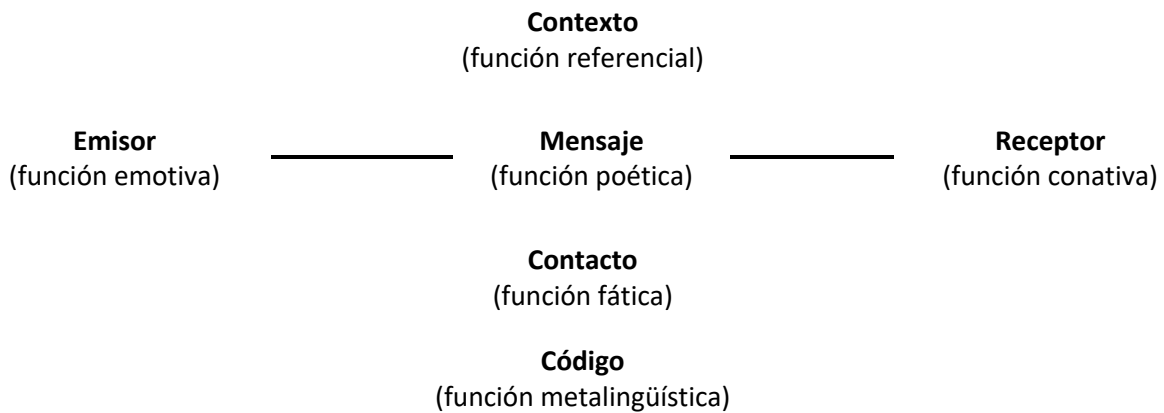 Contexto
(función referencial)
Emisor
(función emotiva)
Mensaje
(función poética)
Receptor
(función conativa)
Contacto
(función fática)
Código
(función metalingüística)